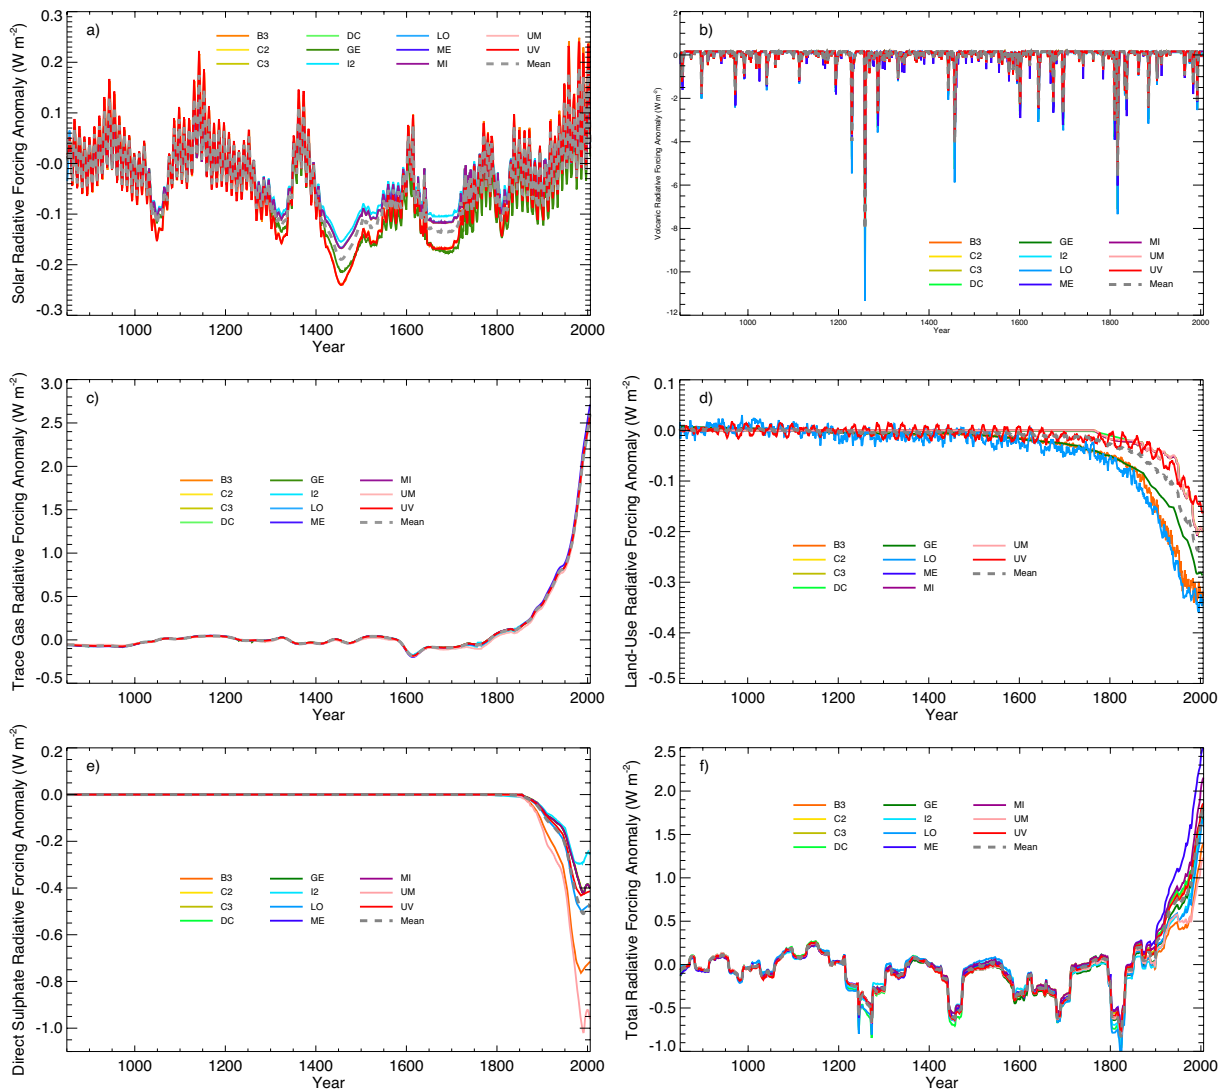 a)
Solar Radiative Forcing Anomaly (W m-2)
0.3
0.2
0.1
-0.0
-0.1
-0.2
-0.3
B3 DC LO UM
C2 GE ME UV
C3 I2 MI Mean
1000 1200 1400 1600 1800 2000
Year
b)
Volcanic Radiative Forcing Anomaly (W m-2)
2
0
-2
-4
-6
-8
-10
-12
B3 GE MI
C2 I2 UM
C3 LO UV
DC ME Mean
1000 1200 1400 1600 1800 2000
Year
c)
Trace Gas Radiative Forcing Anomaly (W m-2)
3.0
2.5
2.0
1.5
1.0
0.5
0.0
-0.5
B3 GE MI
C2 I2 UM
C3 LO UV
DC ME Mean
1000 1200 1400 1600 1800 2000
Year
d)
Land-Use Radiative Forcing Anomaly (W m-2)
0.1
0.0
-0.1
-0.2
-0.3
-0.4
-0.5
B3 GE UM
C2 LO UV
C3 ME Mean
DC MI
1000 1200 1400 1600 1800 2000
Year
e)
Direct Sulphate Radiative Forcing Anomaly (W m-2)
0.2
0.0
-0.2
-0.4
-0.6
-0.8
-1.0
B3 GE MI
C2 I2 UM
C3 LO UV
DC ME Mean
1000 1200 1400 1600 1800 2000
Year
f)
Total Radiative Forcing Anomaly (W m-2)
2.5
2.0
1.5
1.0
0.5
0.0
-0.5
-1.0
B3 GE MI
C2 I2 UM
C3 LO UV
DC ME Mean
1000 1200 1400 1600 1800 2000
Year